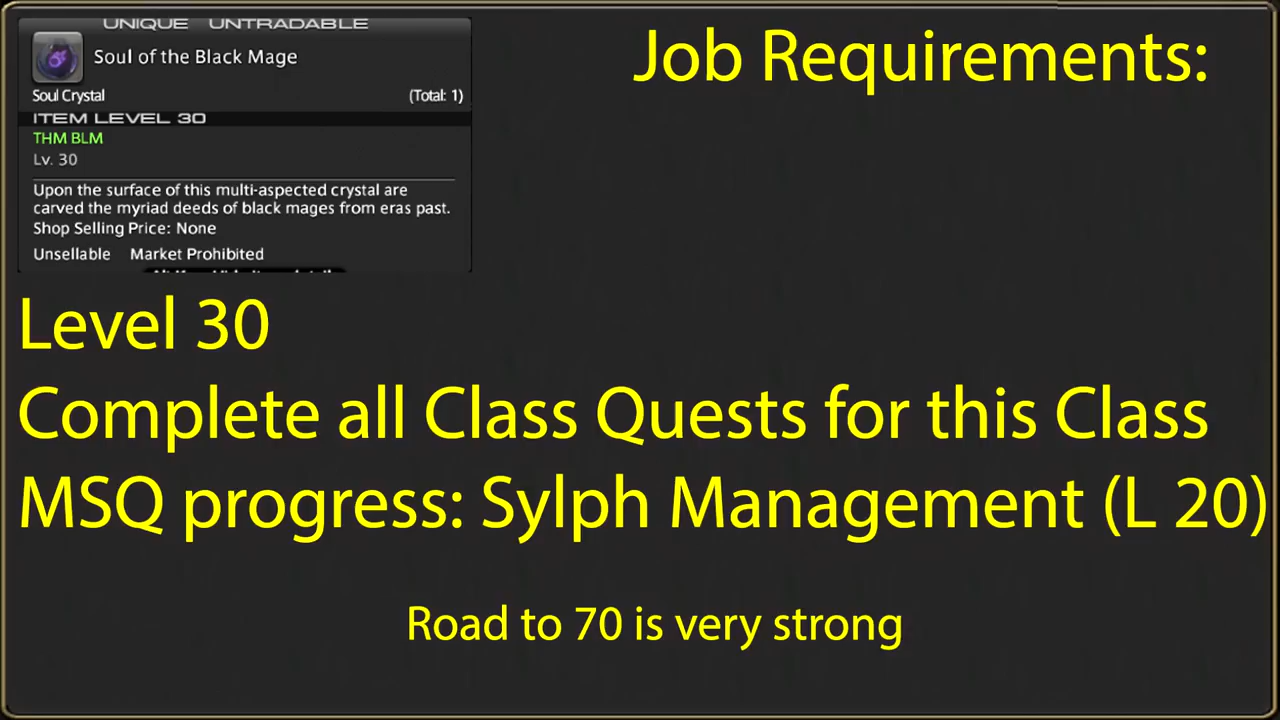 UNIQUE UNTRADABLE
Soul of the Black Mage
Soul Crystal (Total: 1)
ITEM LEVEL 30
THM BLM
Lv. 30
Upon the surface of this multi-aspected crystal are
carved the myriad deeds of black mages from eras past.
Shop Selling Price: None
Unsellable Market Prohibited
Job Requirements:
Level 30
Complete all Class Quests for this Class
MSQ progress: Sylph Management (L 20)
Road to 70 is very strong